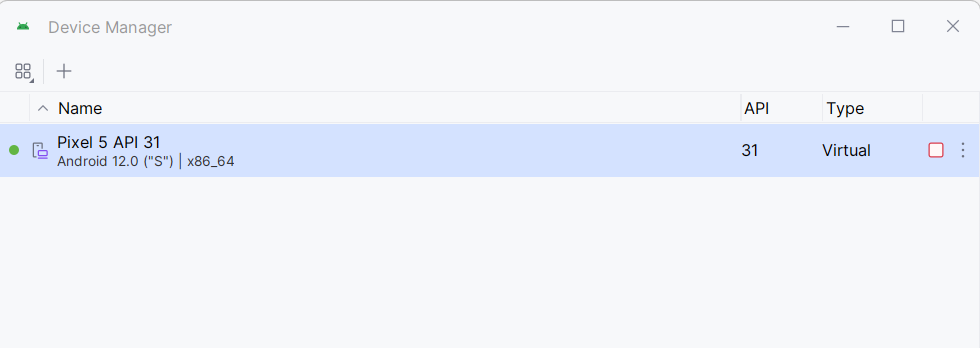 Device Manager
Name API Type
Pixel 5 API 31
Android 12.0 ("S") | x86_64
31 Virtual